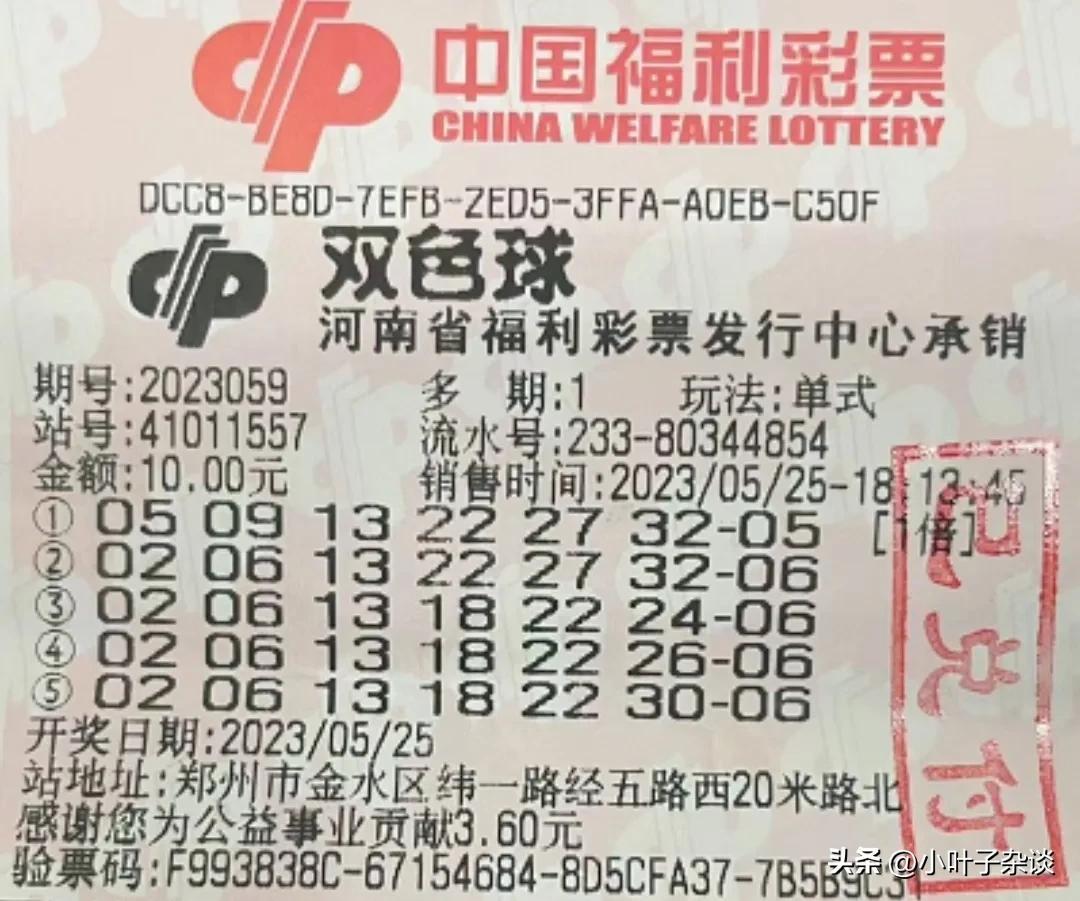 中国福利彩票
CHINA WELFARE LOTTERY
DCC8-BE8D-7EFB-2ED5-3FFA-A0EB-C50F
双色球
河南省福利彩票发行中心承销
期号:2023059 多 期:1 玩法:单式
站号:41011557 流水号:233-80344854
金额:10.00元 销售时间:2023/05/25-18:13:45
① 05 09 13 22 27 32-05 [1倍]
② 02 06 13 22 27 32-06
③ 02 06 13 18 22 24-06
④ 02 06 13 18 22 26-06
⑤ 02 06 13 18 22 30-06
已兑付
开奖日期:2023/05/25
站地址:郑州市金水区纬一路经五路西20米路北
感谢您为公益事业贡献3.60元
验票码:F993838C-67154684-8D5CFA37-7B5B9C3
头条 @小叶子杂谈